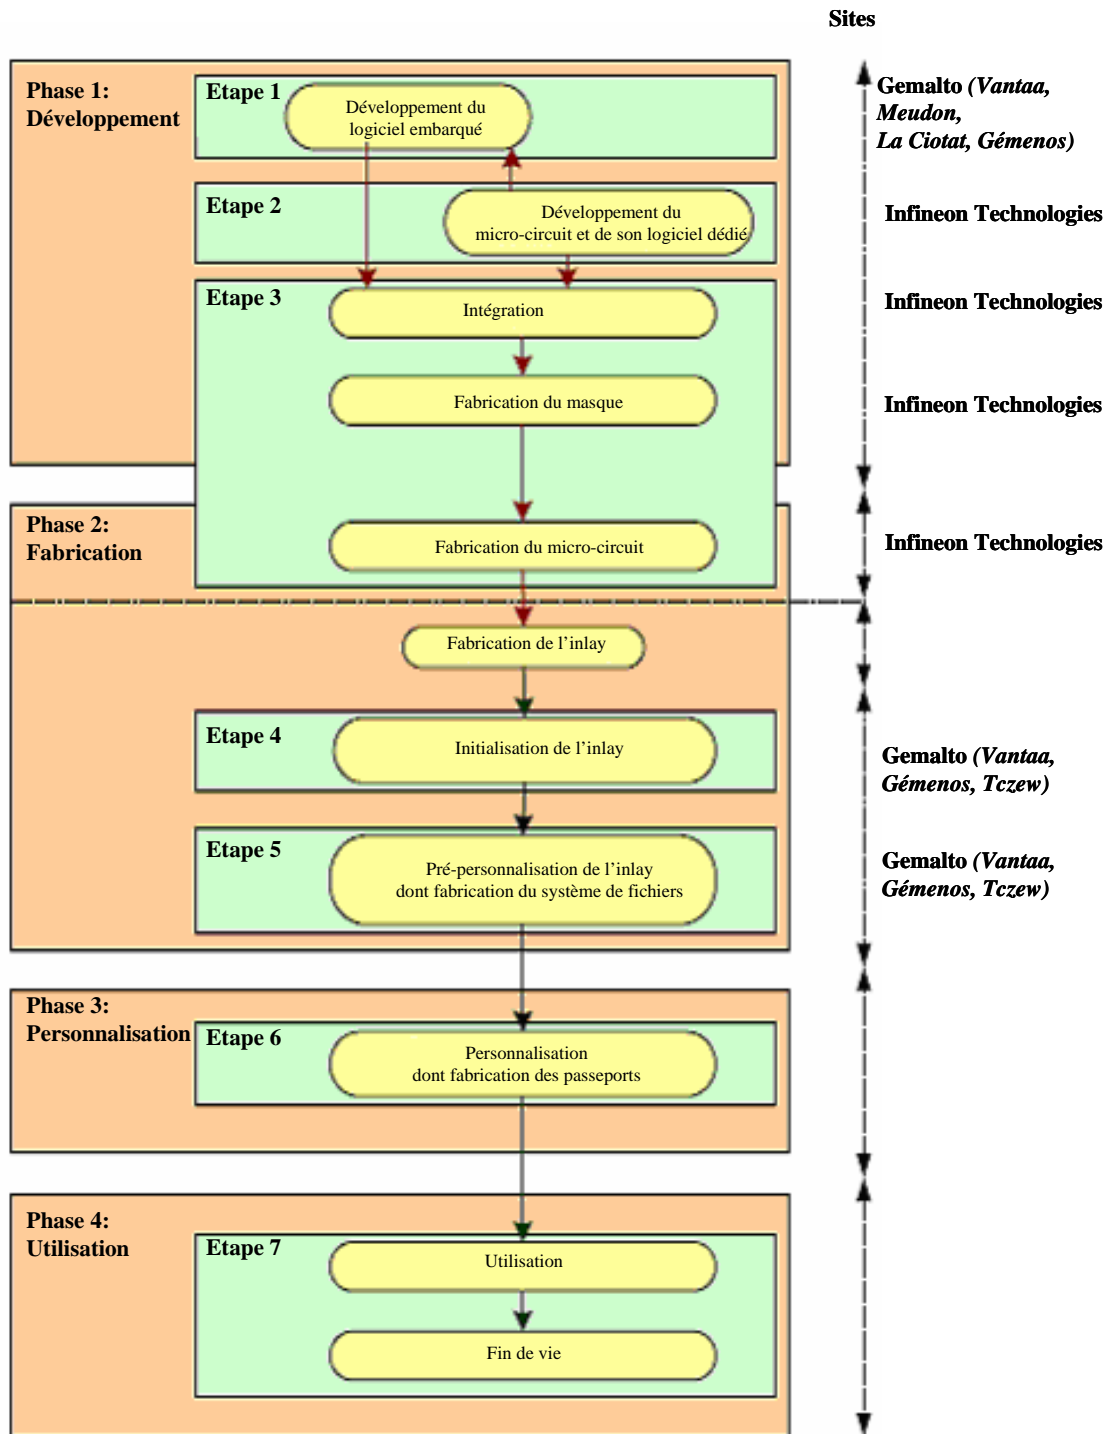 Sites
Phase 1:
Développement
Etape 1
Développement du
logiciel embarqué
Gemalto (Vantaa,
Meudon,
La Ciotat, Gémenos)
Etape 2
Développement du
micro-circuit et de son logiciel dédié
Infineon Technologies
Etape 3
Intégration
Infineon Technologies
Fabrication du masque
Infineon Technologies
Phase 2:
Fabrication
Fabrication du micro-circuit
Infineon Technologies
Fabrication de l’inlay
Etape 4
Initialisation de l’inlay
Gemalto (Vantaa,
Gémenos, Tczew)
Etape 5
Pré-personnalisation de l’inlay
dont fabrication du système de fichiers
Gemalto (Vantaa,
Gémenos, Tczew)
Phase 3:
Personnalisation
Etape 6
Personnalisation
dont fabrication des passeports
Phase 4:
Utilisation
Etape 7
Utilisation
Fin de vie